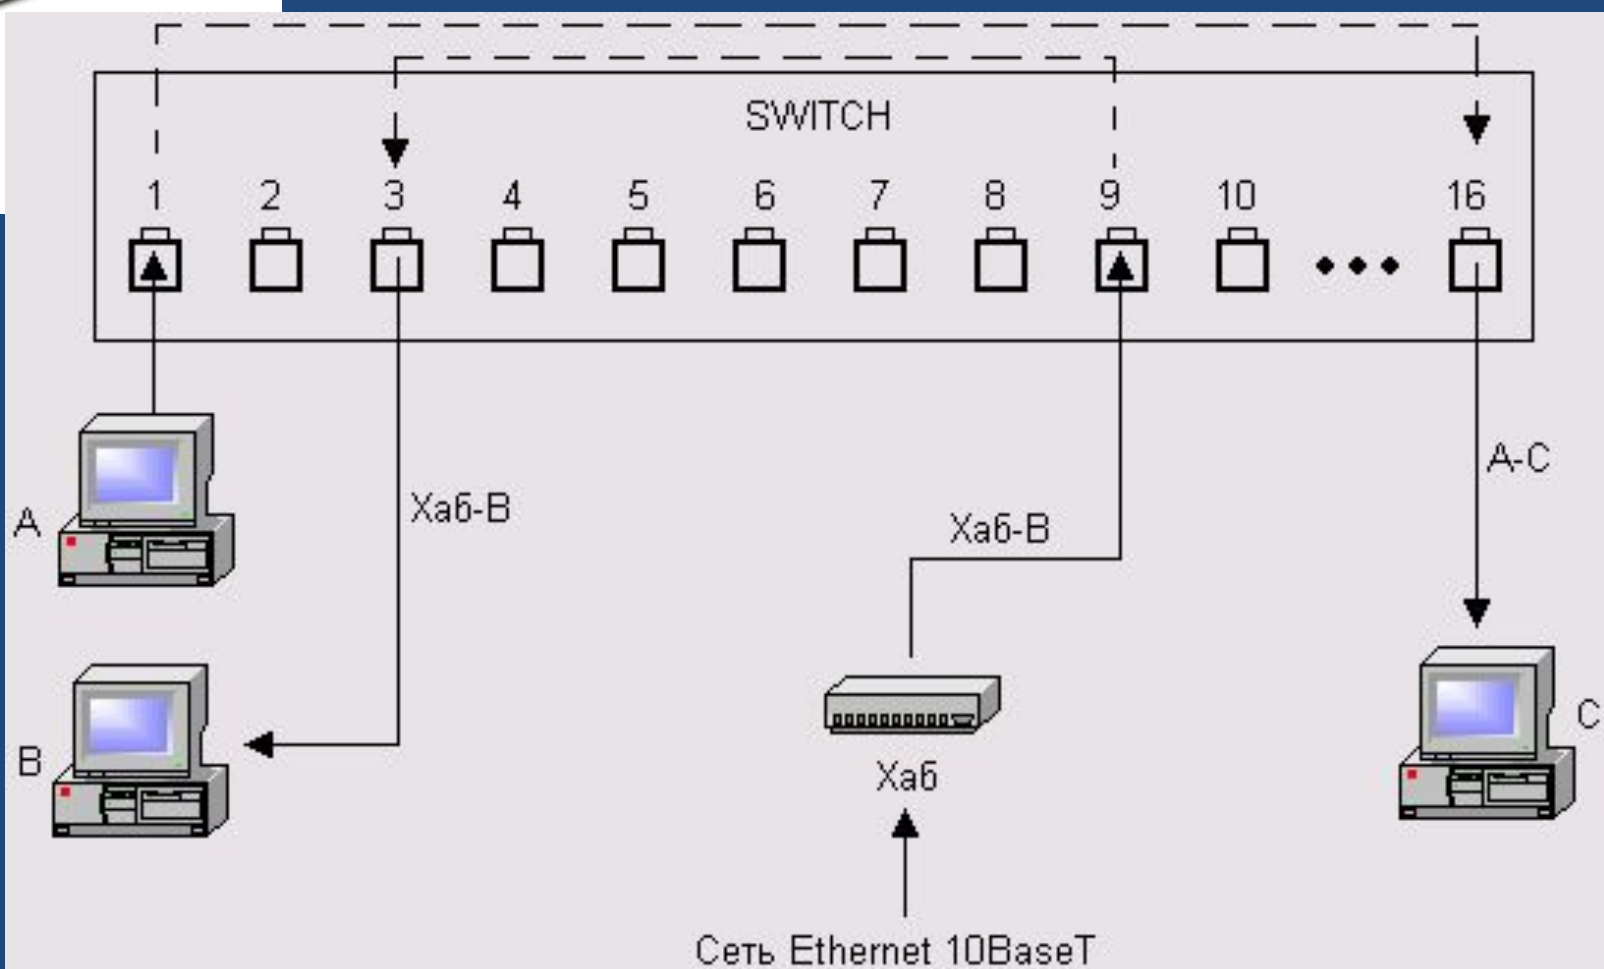 SWITCH
1 2 3 4 5 6 7 8 9 10 16
A-C
Хаб-B
A
Хаб-B
C
B
Хаб
Сеть Ethernet 10BaseT